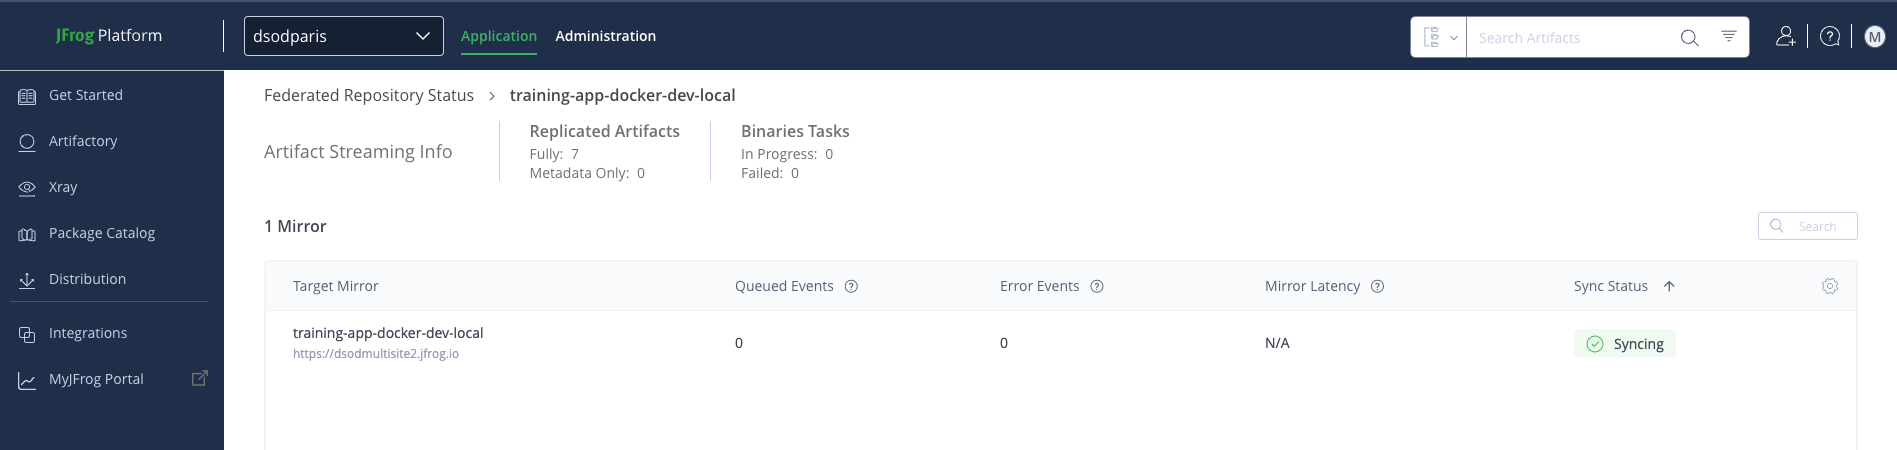 JFrog Platform
dsodparis
Application
Administration
Search Artifacts
M
Get Started
Artifactory
Xray
Package Catalog
Distribution
Integrations
MyJFrog Portal
Federated Repository Status > training-app-docker-dev-local
Artifact Streaming Info
Replicated Artifacts
Fully: 7
Metadata Only: 0
Binaries Tasks
In Progress: 0
Failed: 0
1 Mirror
Search
Target Mirror Queued Events Error Events Mirror Latency Sync Status
training-app-docker-dev-local 0 0 N/A Syncing
https://dsodmultisite2.jfrog.io